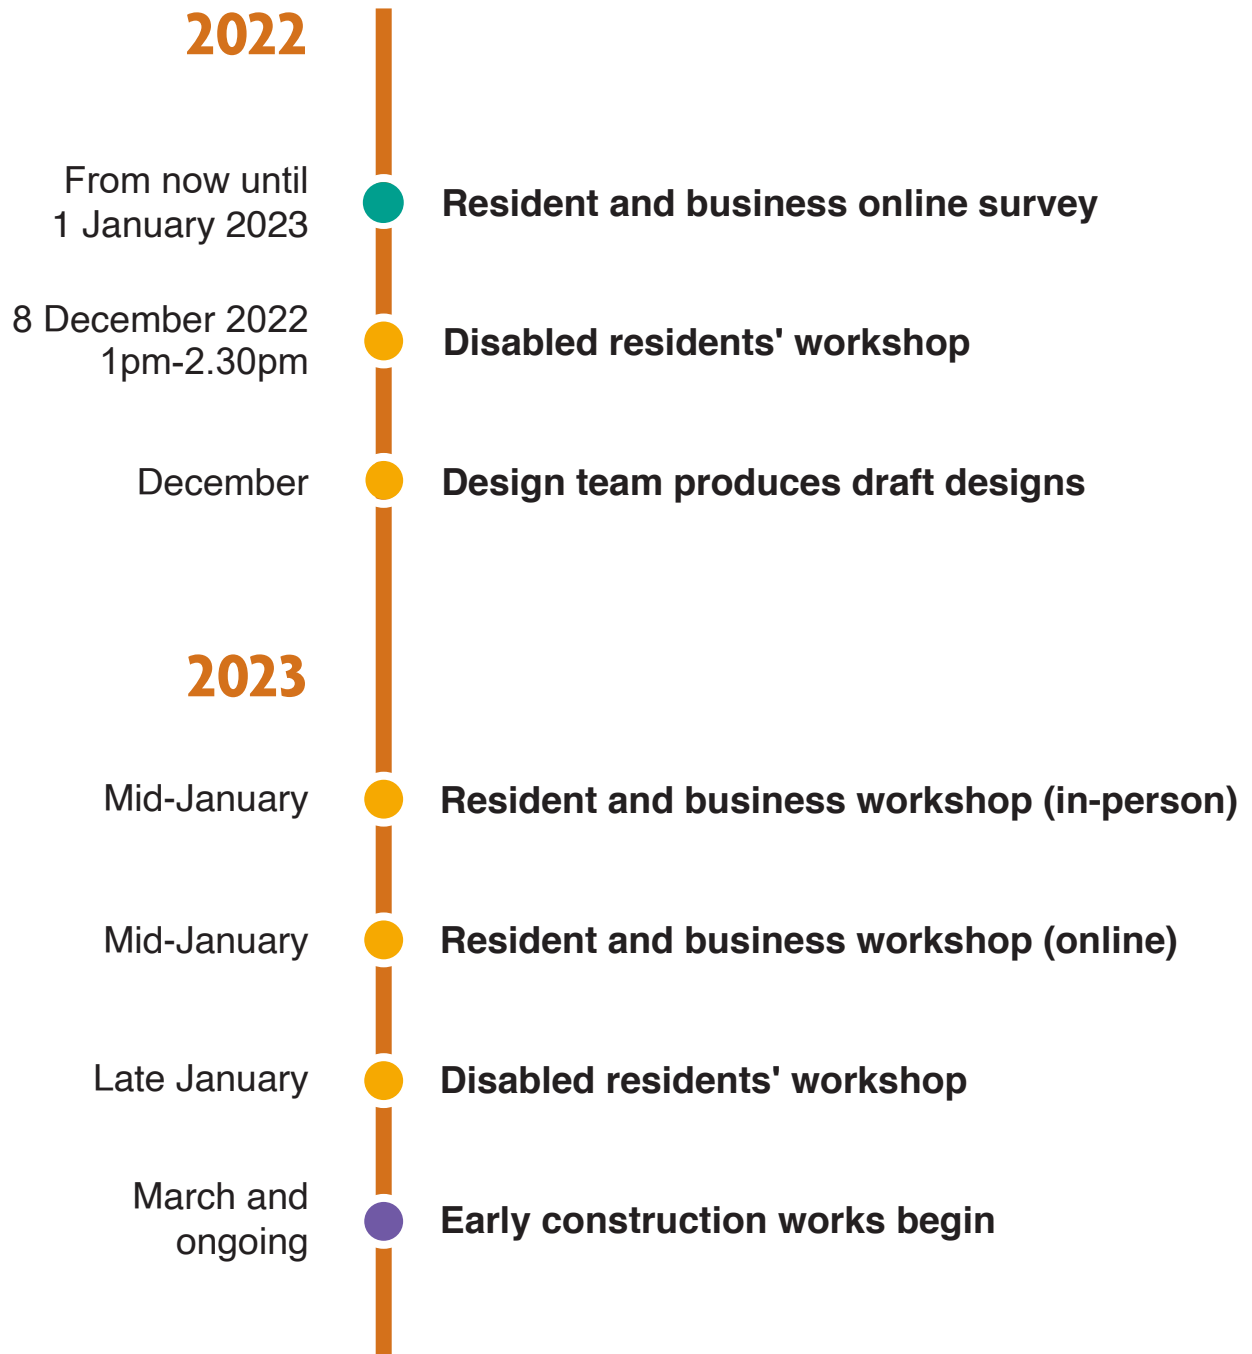 2022
From now until
1 January 2023
Resident and business online survey
8 December 2022
1pm-2.30pm
Disabled residents' workshop
December
Design team produces draft designs
2023
Mid-January
Resident and business workshop (in-person)
Mid-January
Resident and business workshop (online)
Late January
Disabled residents' workshop
March and
ongoing
Early construction works begin